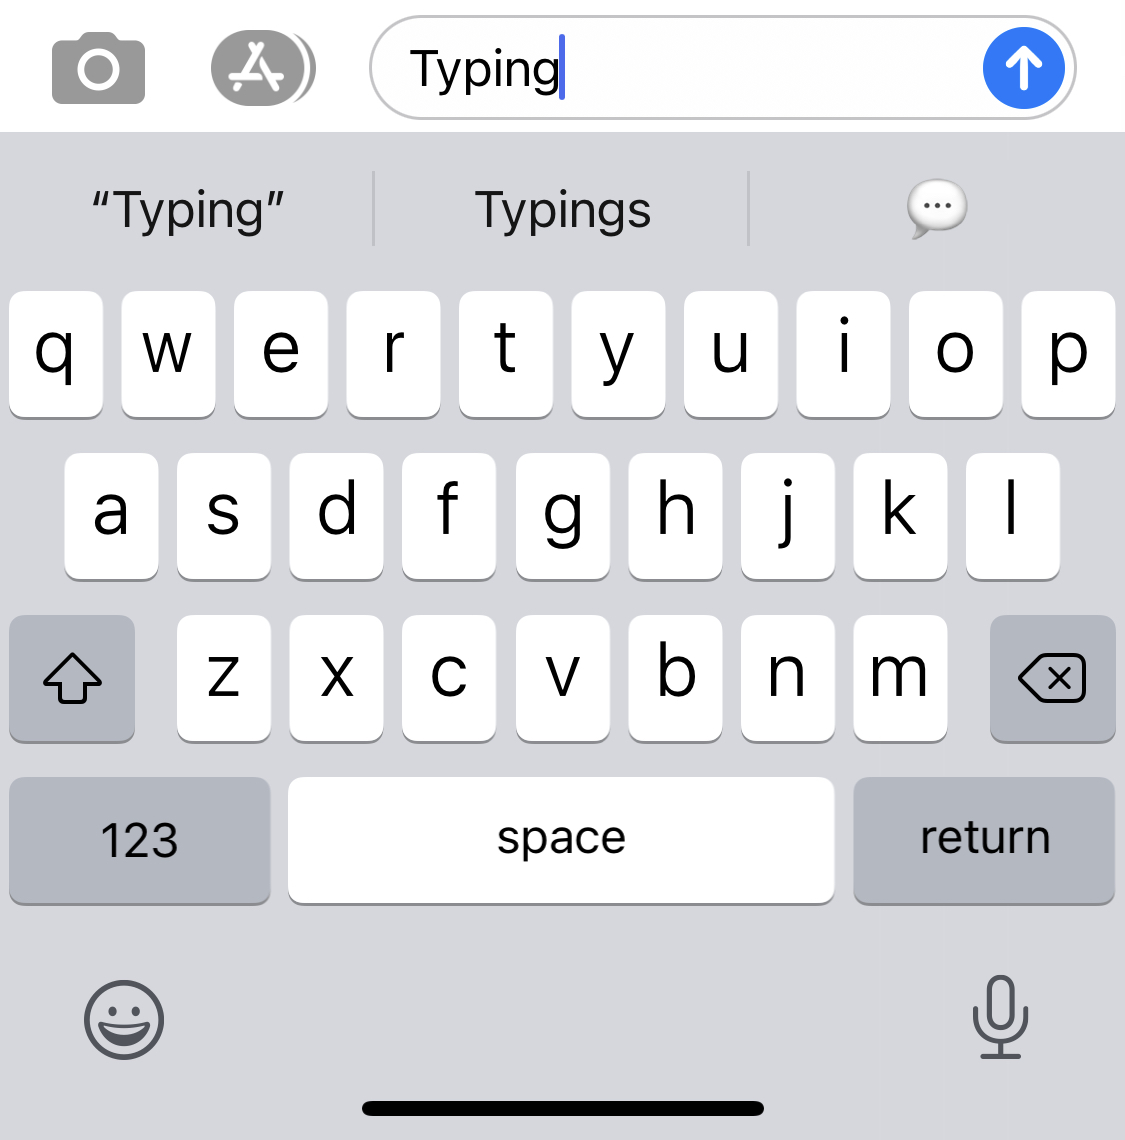 Typing
“Typing” Typings
q w e r t y u i o p
a s d f g h j k l
z x c v b n m
123 space return